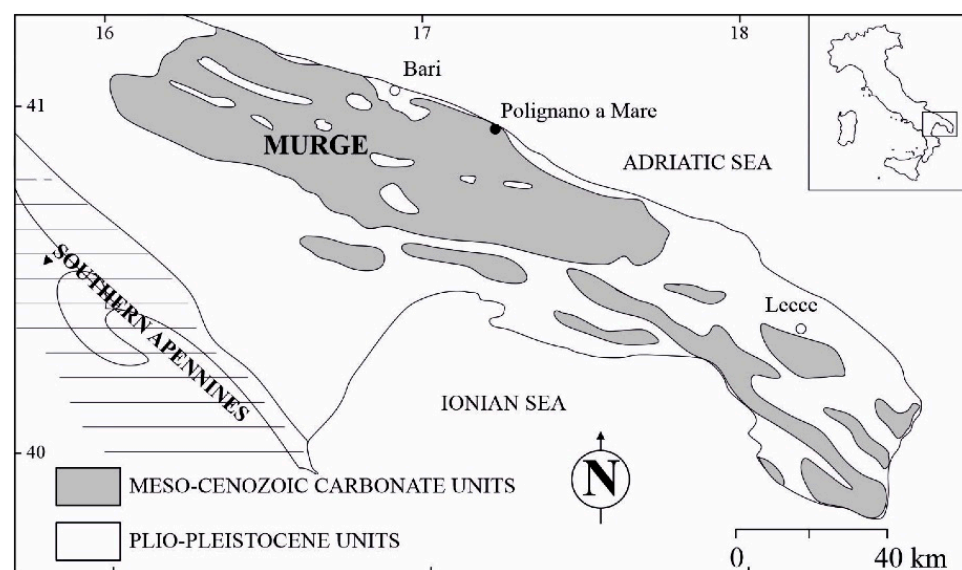 16 17 18
Bari
41
Polignano a Mare
MURGE
ADRIATIC SEA
SOUTHERN APENNINES
Lecce
IONIAN SEA
40
N
MESO-CENOZOIC CARBONATE UNITS
PLIO-PLEISTOCENE UNITS
0 40 km